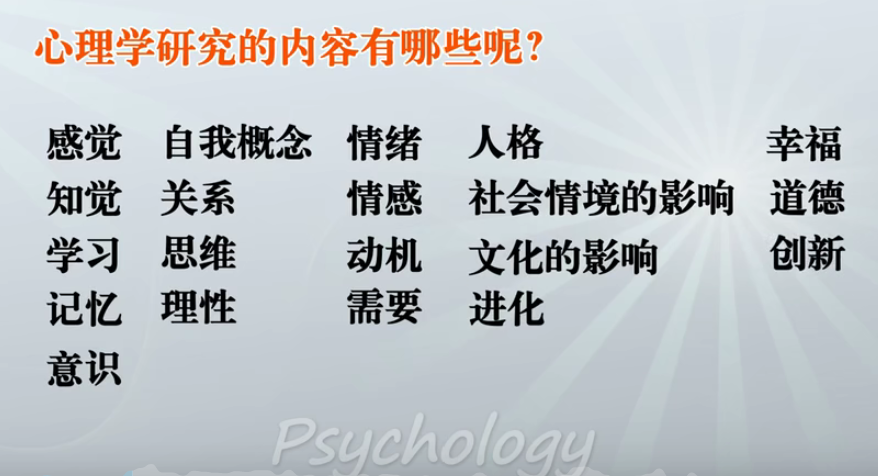 心理学研究的内容有哪些呢?
感觉 自我概念 情绪 人格 幸福
知觉 关系 情感 社会情境的影响 道德
学习 思维 动机 文化的影响 创新
记忆 理性 需要 进化
意识
Psychology